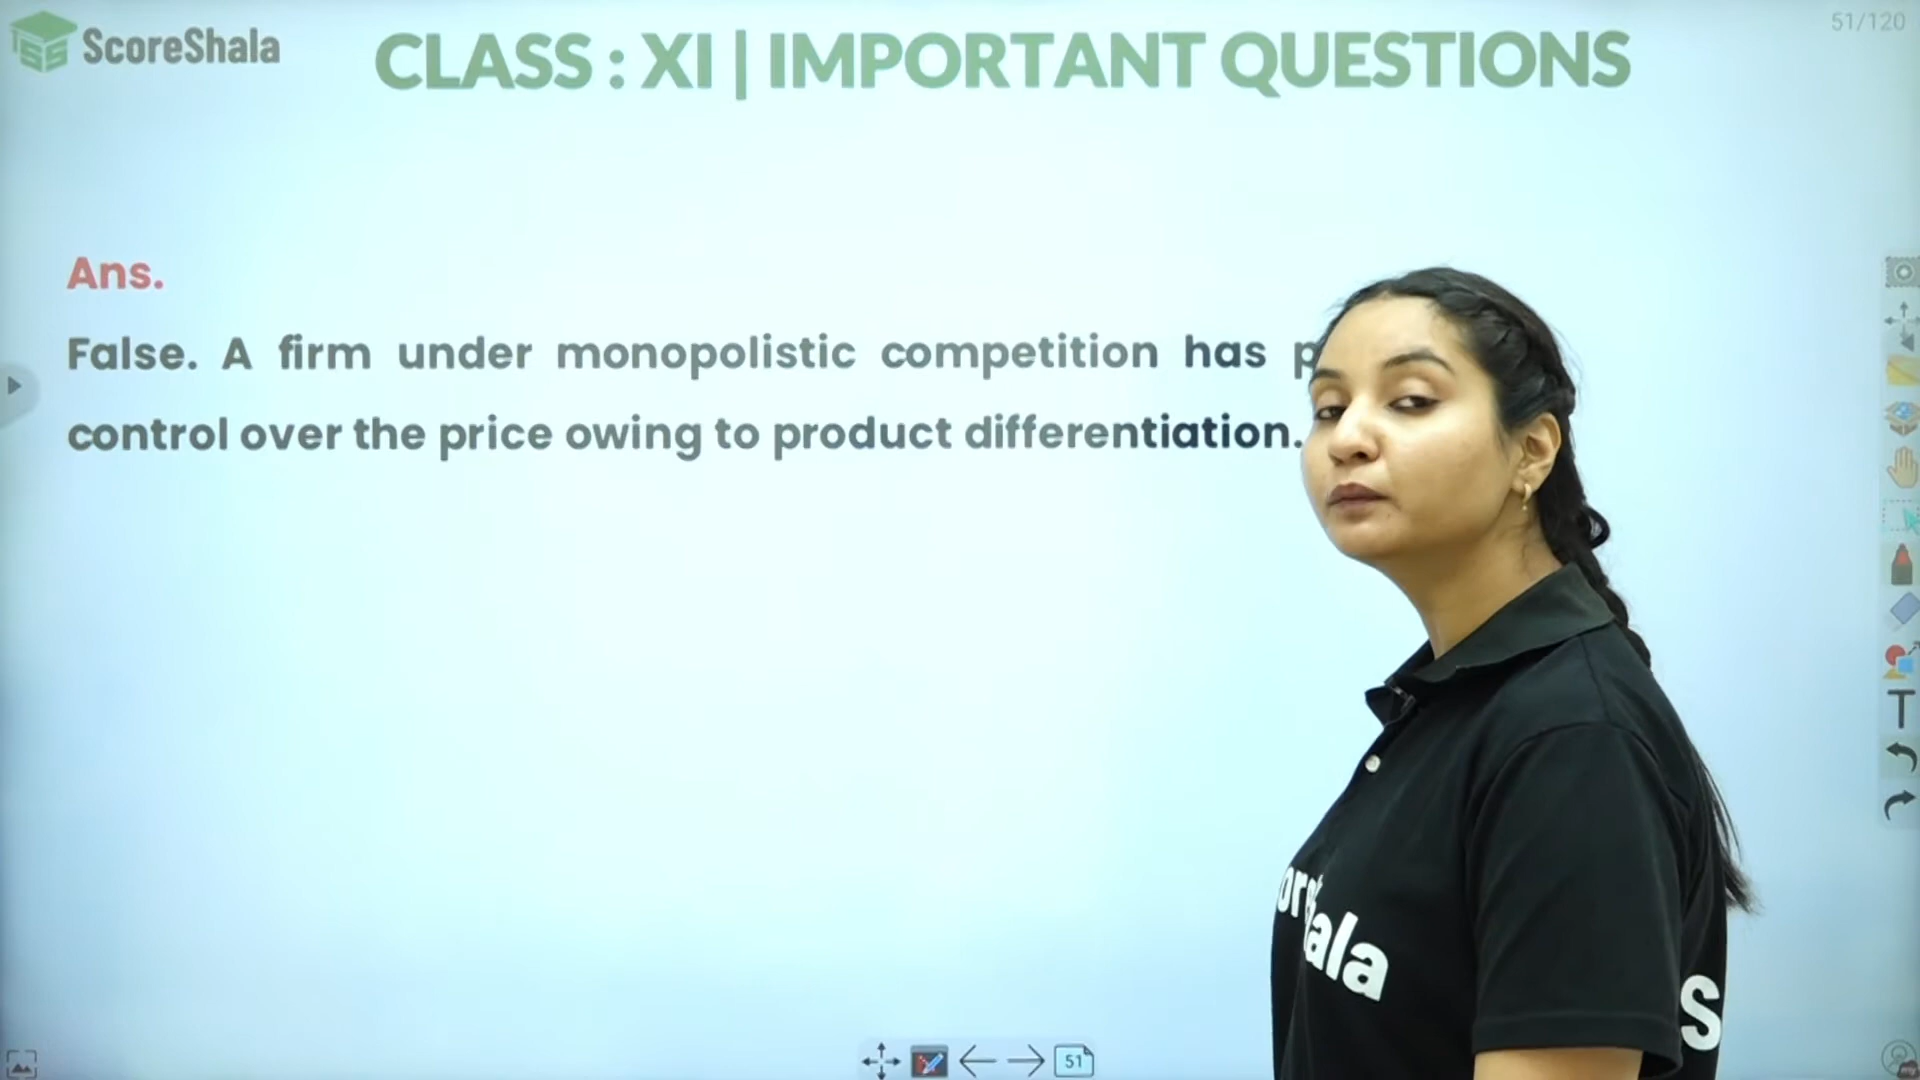 ScoreShala
CLASS : XI | IMPORTANT QUESTIONS
51/120
Ans.
False. A firm under monopolistic competition has
control over the price owing to product differentiation.
ala
S
51